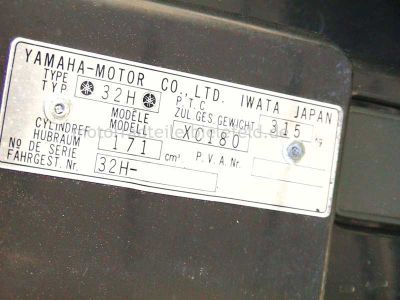 YAMAHA-MOTOR CO.,LTD. IWATA JAPAN
TYPE
TYP 32H
P.T.C
ZUL GES.GEWICHT 315 kg
MODÈLE
MODELL XC180
CYLINDREE
HUBRAUM 171 cm³ P.V.A.Nr.
No
DE SERIE
FAHRGEST.Nr. 32H-